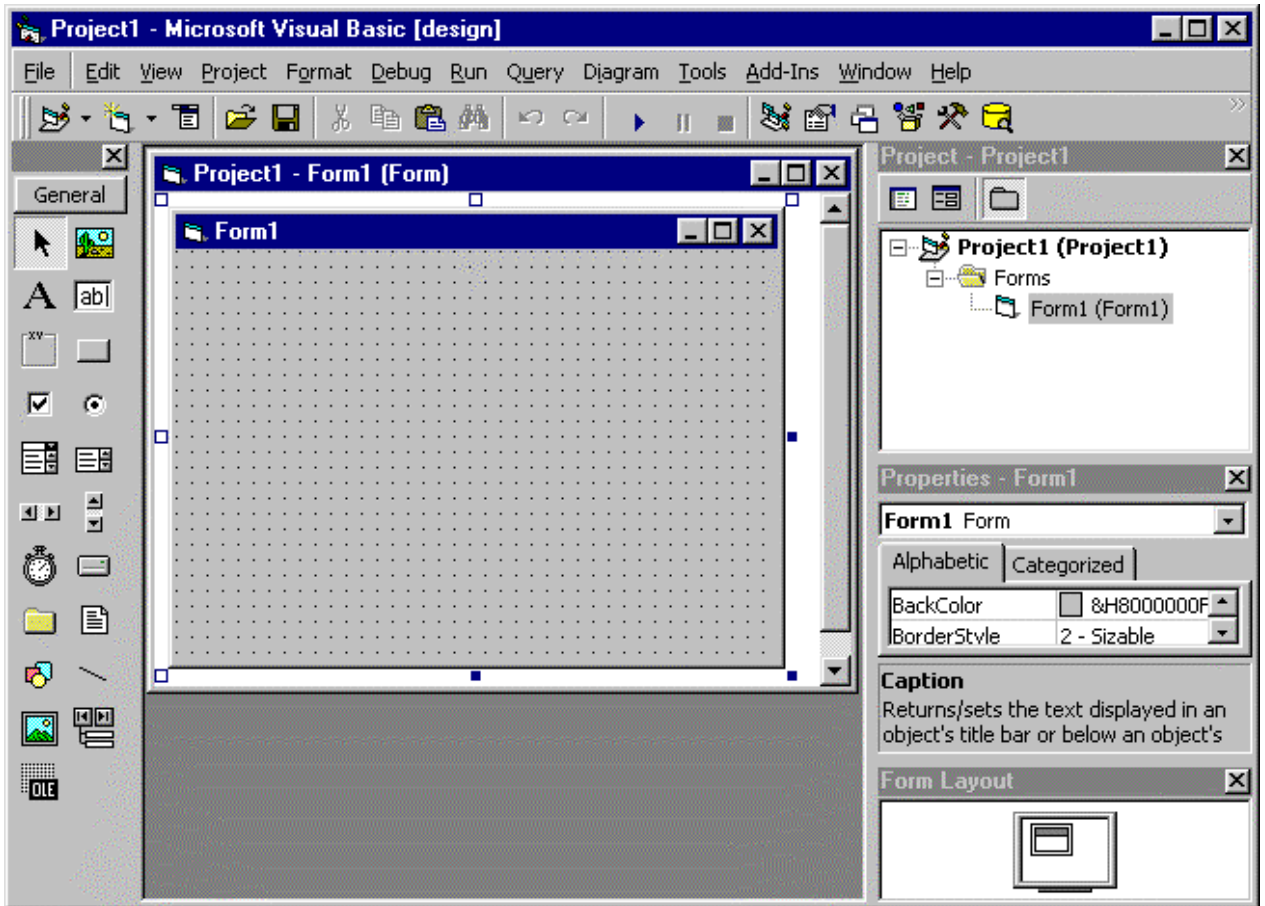 Project1 - Microsoft Visual Basic [design]
File Edit View Project Format Debug Run Query Diagram Tools Add-Ins Window Help
General
A ab|
XY
OLE
Project1 - Form1 (Form)
Form1
Project - Project1
Project1 (Project1)
Forms
Form1 (Form1)
Properties - Form1
Form1 Form
Alphabetic Categorized
BackColor &H8000000F
BorderStyle 2 - Sizable
Caption
Returns/sets the text displayed in an
object's title bar or below an object's
Form Layout